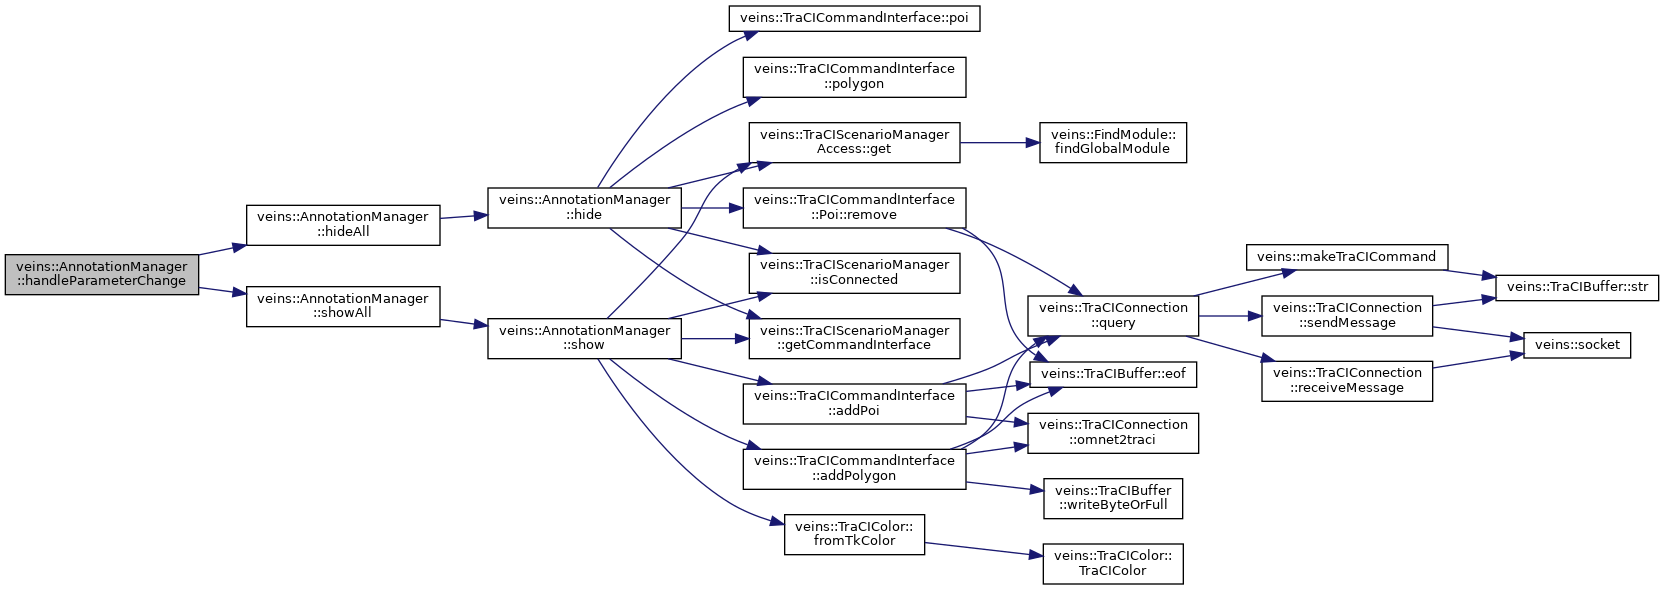 veins::AnnotationManager
::handleParameterChange
veins::AnnotationManager
::hideAll
veins::AnnotationManager
::showAll
veins::AnnotationManager
::hide
veins::AnnotationManager
::show
veins::TraCICommandInterface::poi
veins::TraCICommandInterface
::polygon
veins::TraCIScenarioManager
Access::get
veins::TraCICommandInterface
::Poi::remove
veins::TraCIScenarioManager
::isConnected
veins::TraCIScenarioManager
::getCommandInterface
veins::TraCICommandInterface
::addPoi
veins::TraCICommandInterface
::addPolygon
veins::TraCIColor::
fromTkColor
veins::FindModule::
findGlobalModule
veins::TraCIConnection
::query
veins::TraCIBuffer::eof
veins::TraCIConnection
::omnet2traci
veins::TraCIBuffer
::writeByteOrFull
veins::TraCIColor::
TraCIColor
veins::makeTraCICommand
veins::TraCIConnection
::sendMessage
veins::TraCIConnection
::receiveMessage
veins::TraCIBuffer::str
veins::socket